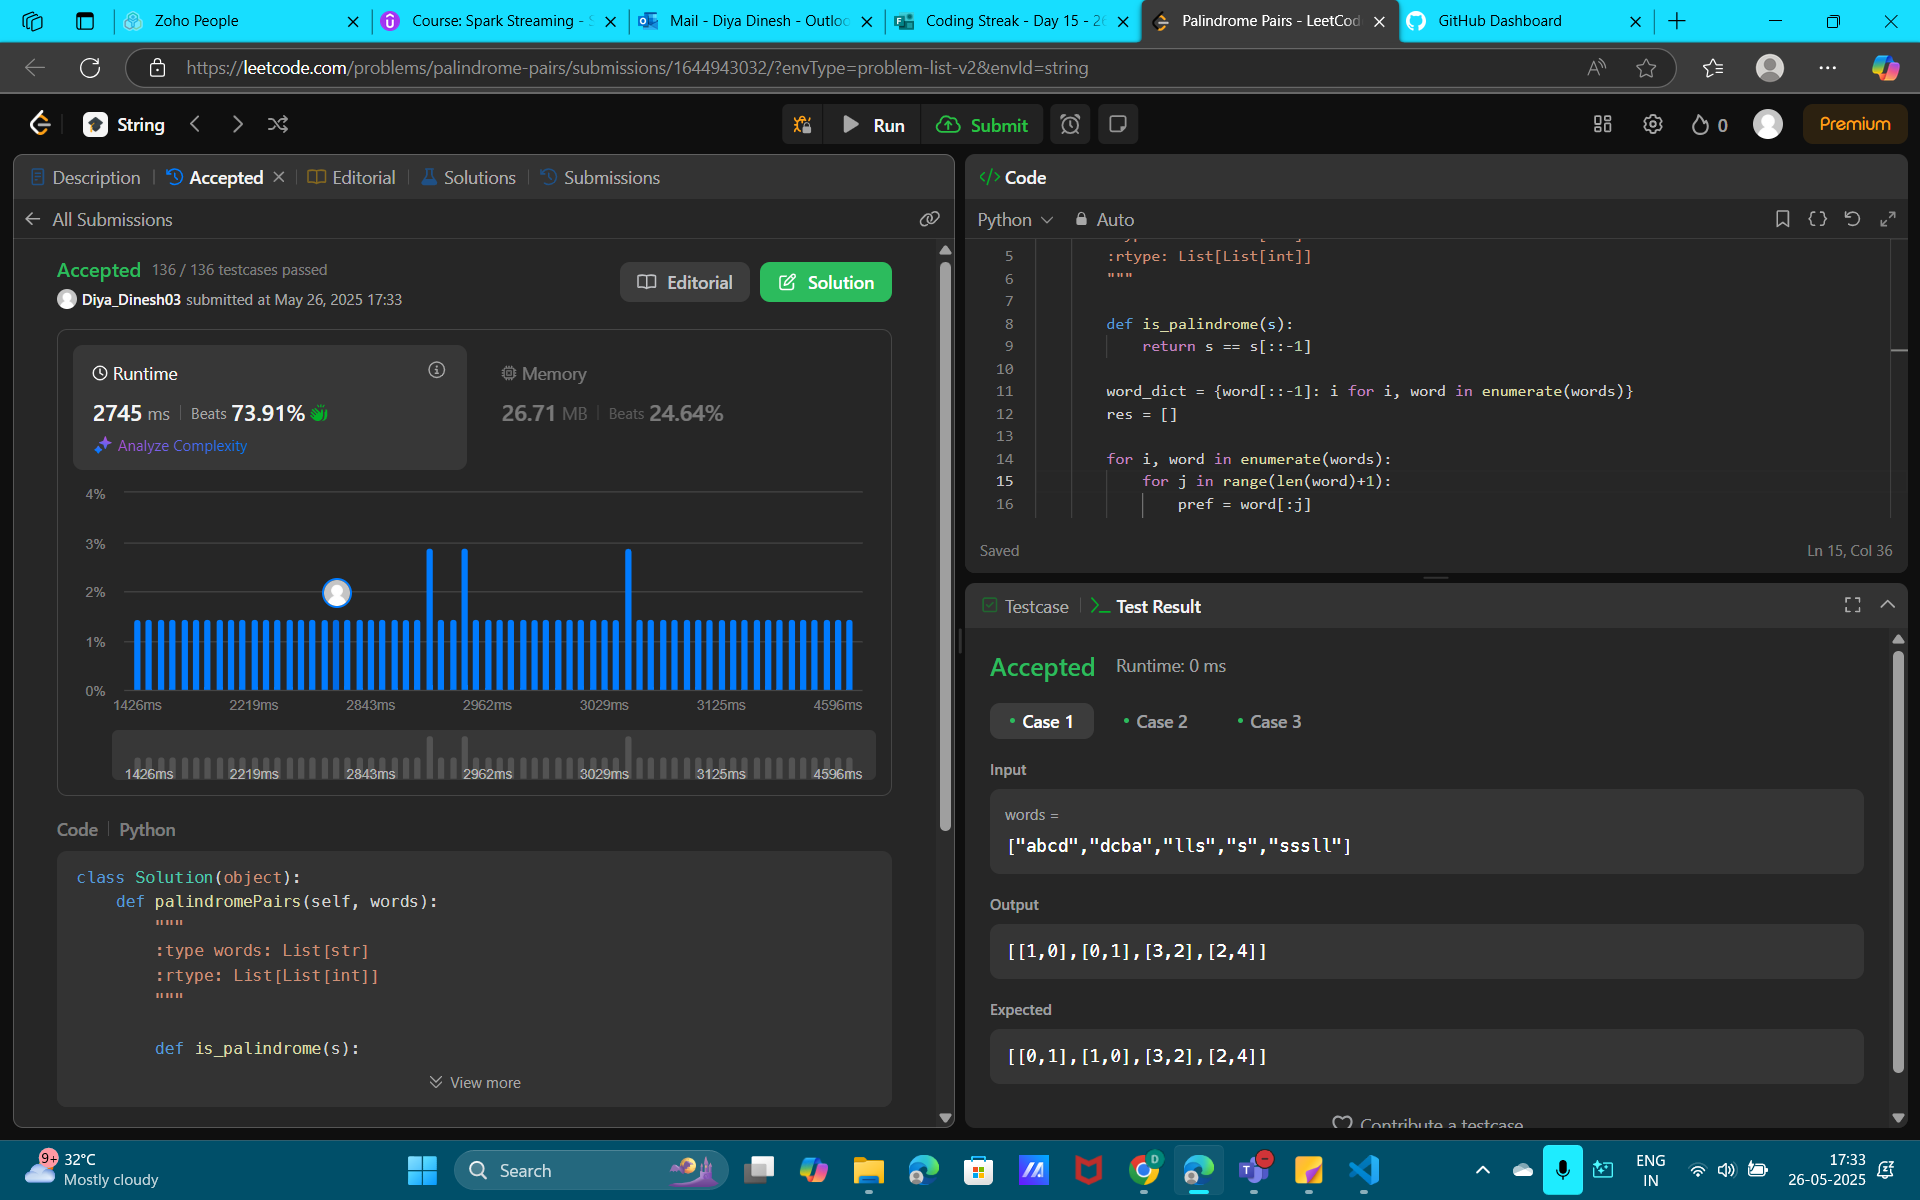 Zoho People
Course: Spark Streaming - S
Mail - Diya Dinesh - Outloo
Coding Streak - Day 15 - 26
Palindrome Pairs - LeetCod
GitHub Dashboard
https://leetcode.com/problems/palindrome-pairs/submissions/1644943032/?envType=problem-list-v2&envId=string
String
Run
Submit
0
Premium
Description
Accepted
Editorial
Solutions
Submissions
All Submissions
Accepted 136 / 136 testcases passed
Diya_Dinesh03 submitted at May 26, 2025 17:33
Editorial
Solution
Runtime
2745 ms Beats 73.91%
Analyze Complexity
Memory
26.71 MB Beats 24.64%
4%
3%
2%
1%
0%
1426ms 2219ms 2843ms 2962ms 3029ms 3125ms 4596ms
1426ms 2219ms 2843ms 2962ms 3029ms 3125ms 4596ms
Code Python
class Solution(object):
def palindromePairs(self, words):
"""
:type words: List[str]
:rtype: List[List[int]]
"""
def is_palindrome(s):
View more
Code
Python Auto
5 :rtype: List[List[int]]
6 """
7
8 def is_palindrome(s):
9 return s == s[::-1]
10
11 word_dict = {word[::-1]: i for i, word in enumerate(words)}
12 res = []
13
14 for i, word in enumerate(words):
15 for j in range(len(word)+1):
16 pref = word[:j]
Saved Ln 15, Col 36
Testcase
Test Result
Accepted Runtime: 0 ms
Case 1 Case 2 Case 3
Input
words =
["abcd","dcba","lls","s","sssll"]
Output
[[1,0],[0,1],[3,2],[2,4]]
Expected
[[0,1],[1,0],[3,2],[2,4]]
Contribute a testcase
9+
32°C
Mostly cloudy
Search
D
ENG
IN
17:33
26-05-2025